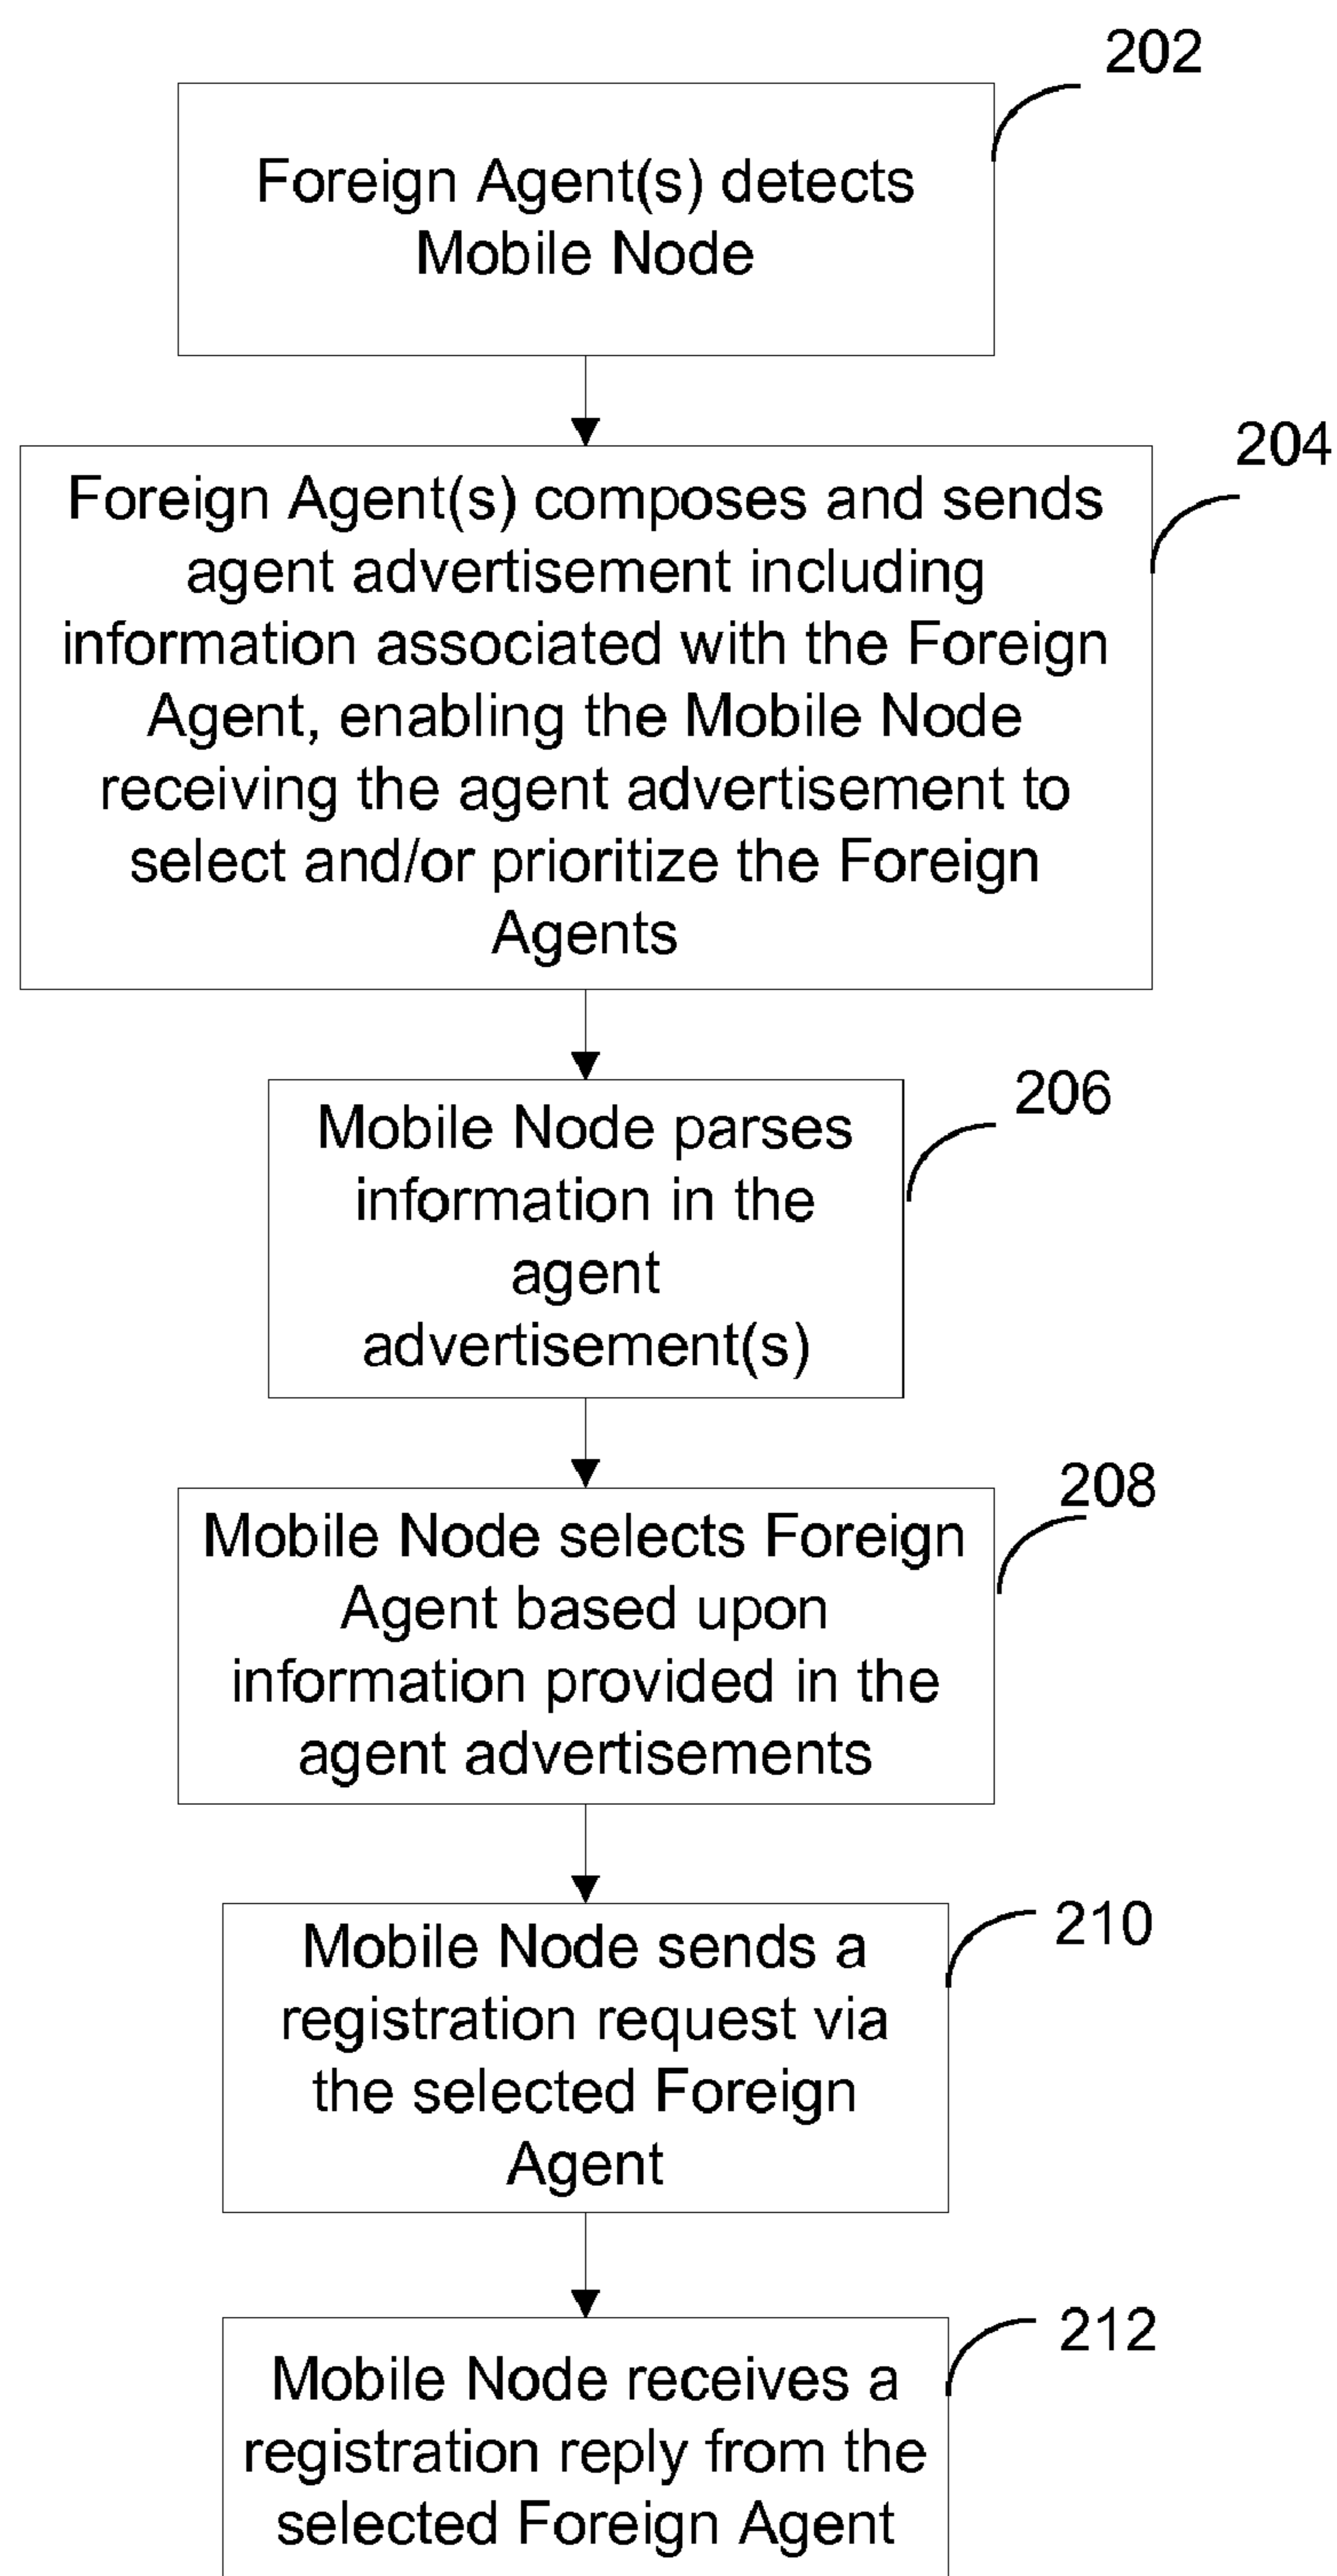 202
Foreign Agent(s) detects
Mobile Node
204
Foreign Agent(s) composes and sends
agent advertisement including
information associated with the Foreign
Agent, enabling the Mobile Node
receiving the agent advertisement to
select and/or prioritize the Foreign
Agents
206
Mobile Node parses
information in the
agent
advertisement(s)
208
Mobile Node selects Foreign
Agent based upon
information provided in the
agent advertisements
210
Mobile Node sends a
registration request via
the selected Foreign
Agent
212
Mobile Node receives a
registration reply from the
selected Foreign Agent